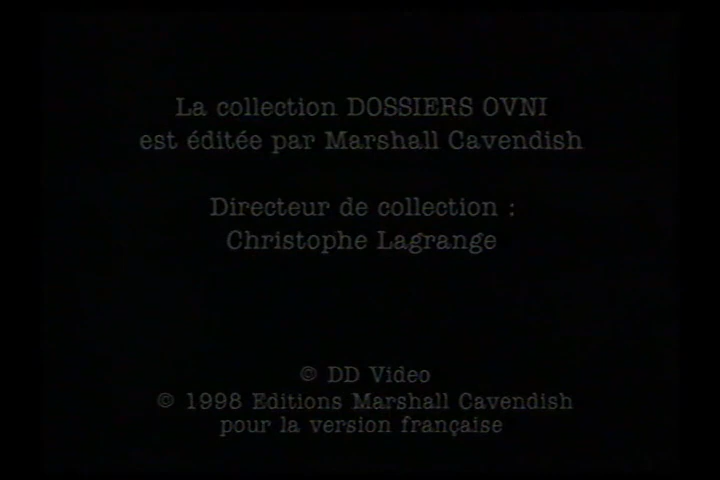 La collection DOSSIERS OVNI
est éditée par Marshall Cavendish
Directeur de collection :
Christophe Lagrange
© DD Video
© 1998 Editions Marshall Cavendish
pour la version française